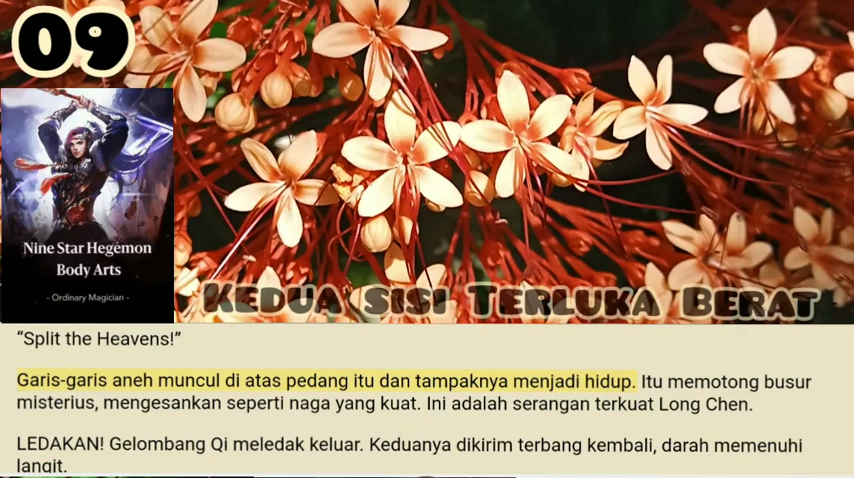 09
Nine Star Hegemon
Body Arts
- Ordinary Magician -
Kedua sisi Terluka Berat
“Split the Heavens!”
Garis-garis aneh muncul di atas pedang itu dan tampaknya menjadi hidup. Itu memotong busur
misterius, mengesankan seperti naga yang kuat. Ini adalah serangan terkuat Long Chen.
LEDAKAN! Gelombang Qi meledak keluar. Keduanya dikirim terbang kembali, darah memenuhi
langit.